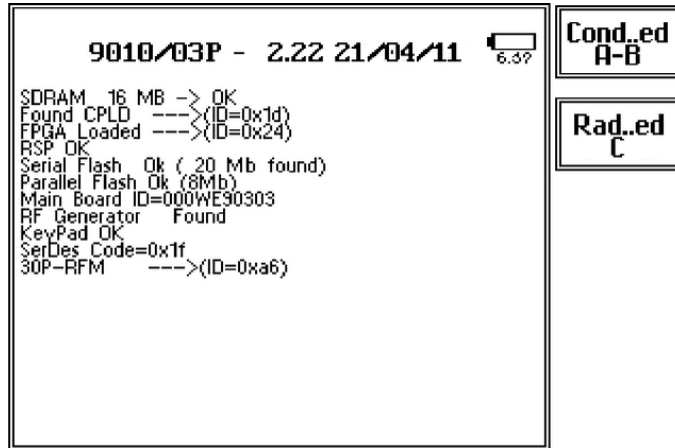 9010/03P - 2.22 21/04/11
6.37
SDRAM 16 MB -> OK
Found CPLD --->(ID=0x1d)
FPGA Loaded --->(ID=0x24)
RSP OK
Serial Flash Ok ( 20 Mb found)
Parallel Flash Ok (8Mb)
Main Board ID=000WE90303
RF Generator Found
KeyPad OK
SerDes Code=0x1f
30P-RFM --->(ID=0xa6)
Cond..ed
A-B
Rad..ed
C